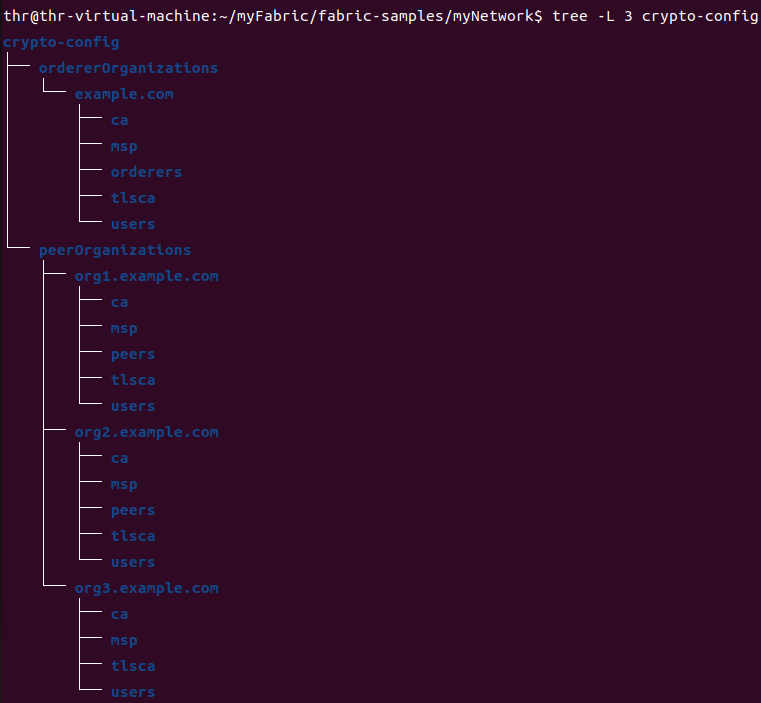 thr@thr-virtual-machine:~/myFabric/fabric-samples/myNetwork$ tree -L 3 crypto-config
crypto-config
├── ordererOrganizations
│   └── example.com
│       ├── ca
│       ├── msp
│       ├── orderers
│       ├── tlsca
│       └── users
└── peerOrganizations
    ├── org1.example.com
    │   ├── ca
    │   ├── msp
    │   ├── peers
    │   ├── tlsca
    │   └── users
    ├── org2.example.com
    │   ├── ca
    │   ├── msp
    │   ├── peers
    │   ├── tlsca
    │   └── users
    └── org3.example.com
        ├── ca
        ├── msp
        ├── tlsca
        └── users